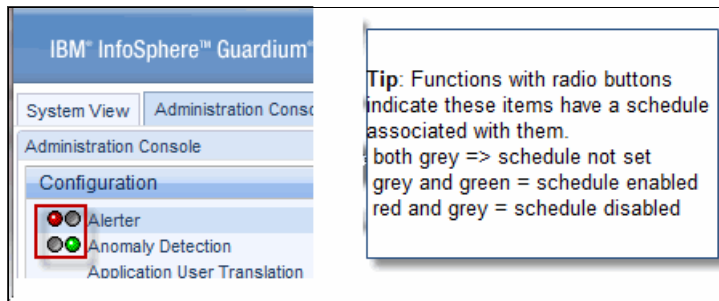 IBM® InfoSphere™ Guardium®
System View
Administration Conso
Administration Console
Configuration
Alerter
Anomaly Detection
Application User Translation
Tip: Functions with radio buttons
indicate these items have a schedule
associated with them.
both grey => schedule not set
grey and green = schedule enabled
red and grey = schedule disabled